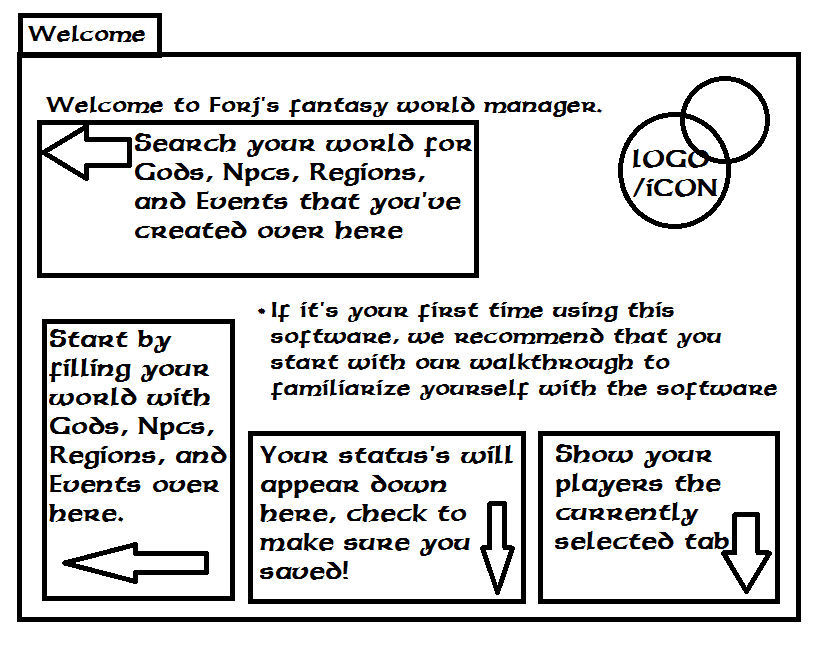 Welcome
Welcome to Forj's fantasy world manager.
Search your world for
Gods, Npcs, Regions,
and Events that you've
created over here
LOGO
/iCON
• If it's your first time using this
software, we recommend that you
start with our walkthrough to
familiarize yourself with the software
Start by
filling your
world with
Gods, Npcs,
Regions, and
Events over
here.
Your status's will
appear down
here, check to
make sure you
saved!
Show your
players the
currently
selected tab